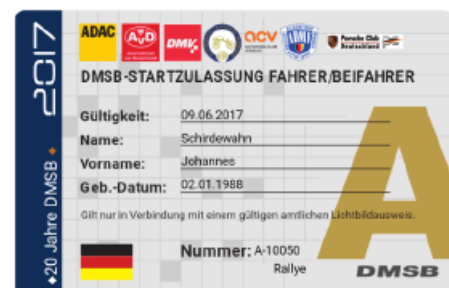 2017
20 Jahre DMSB
ADAC
AvD
DMV
acv
Porsche Club
Deutschland
DMSB-STARTZULASSUNG FAHRER/BEIFAHRER
Gültigkeit: 09.06.2017
Name: Schirdewahn
Vorname: Johannes
Geb.-Datum: 02.01.1988
Gilt nur in Verbindung mit einem gültigen amtlichen Lichtbildausweis.
A
Nummer: A-10050
Rallye
DMSB